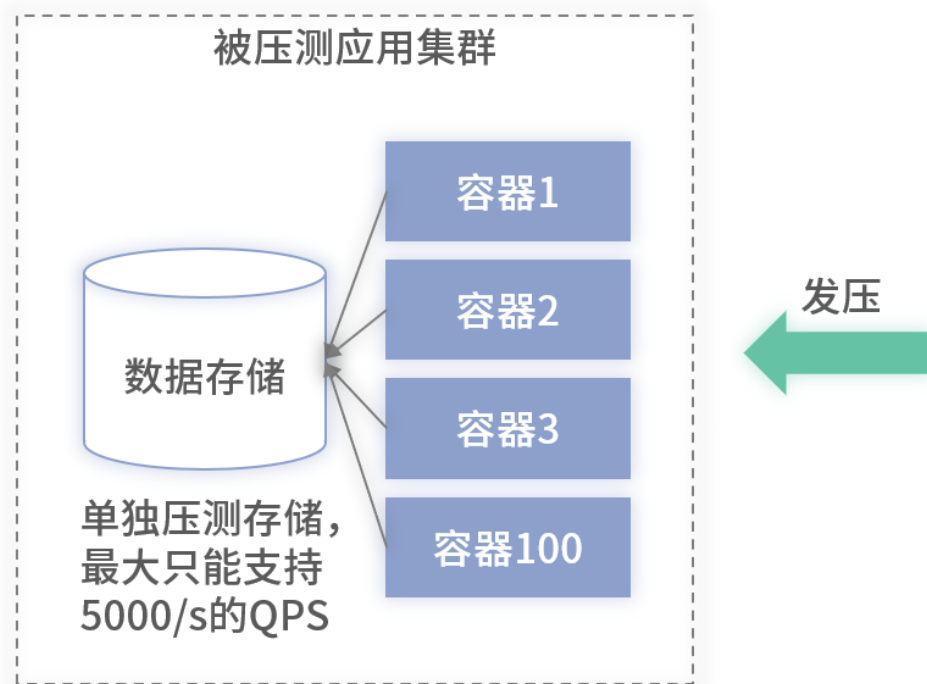 被压测应用集群
容器1
容器2
容器3
容器100
数据存储
单独压测存储，
最大只能支持
5000/s的QPS
发压